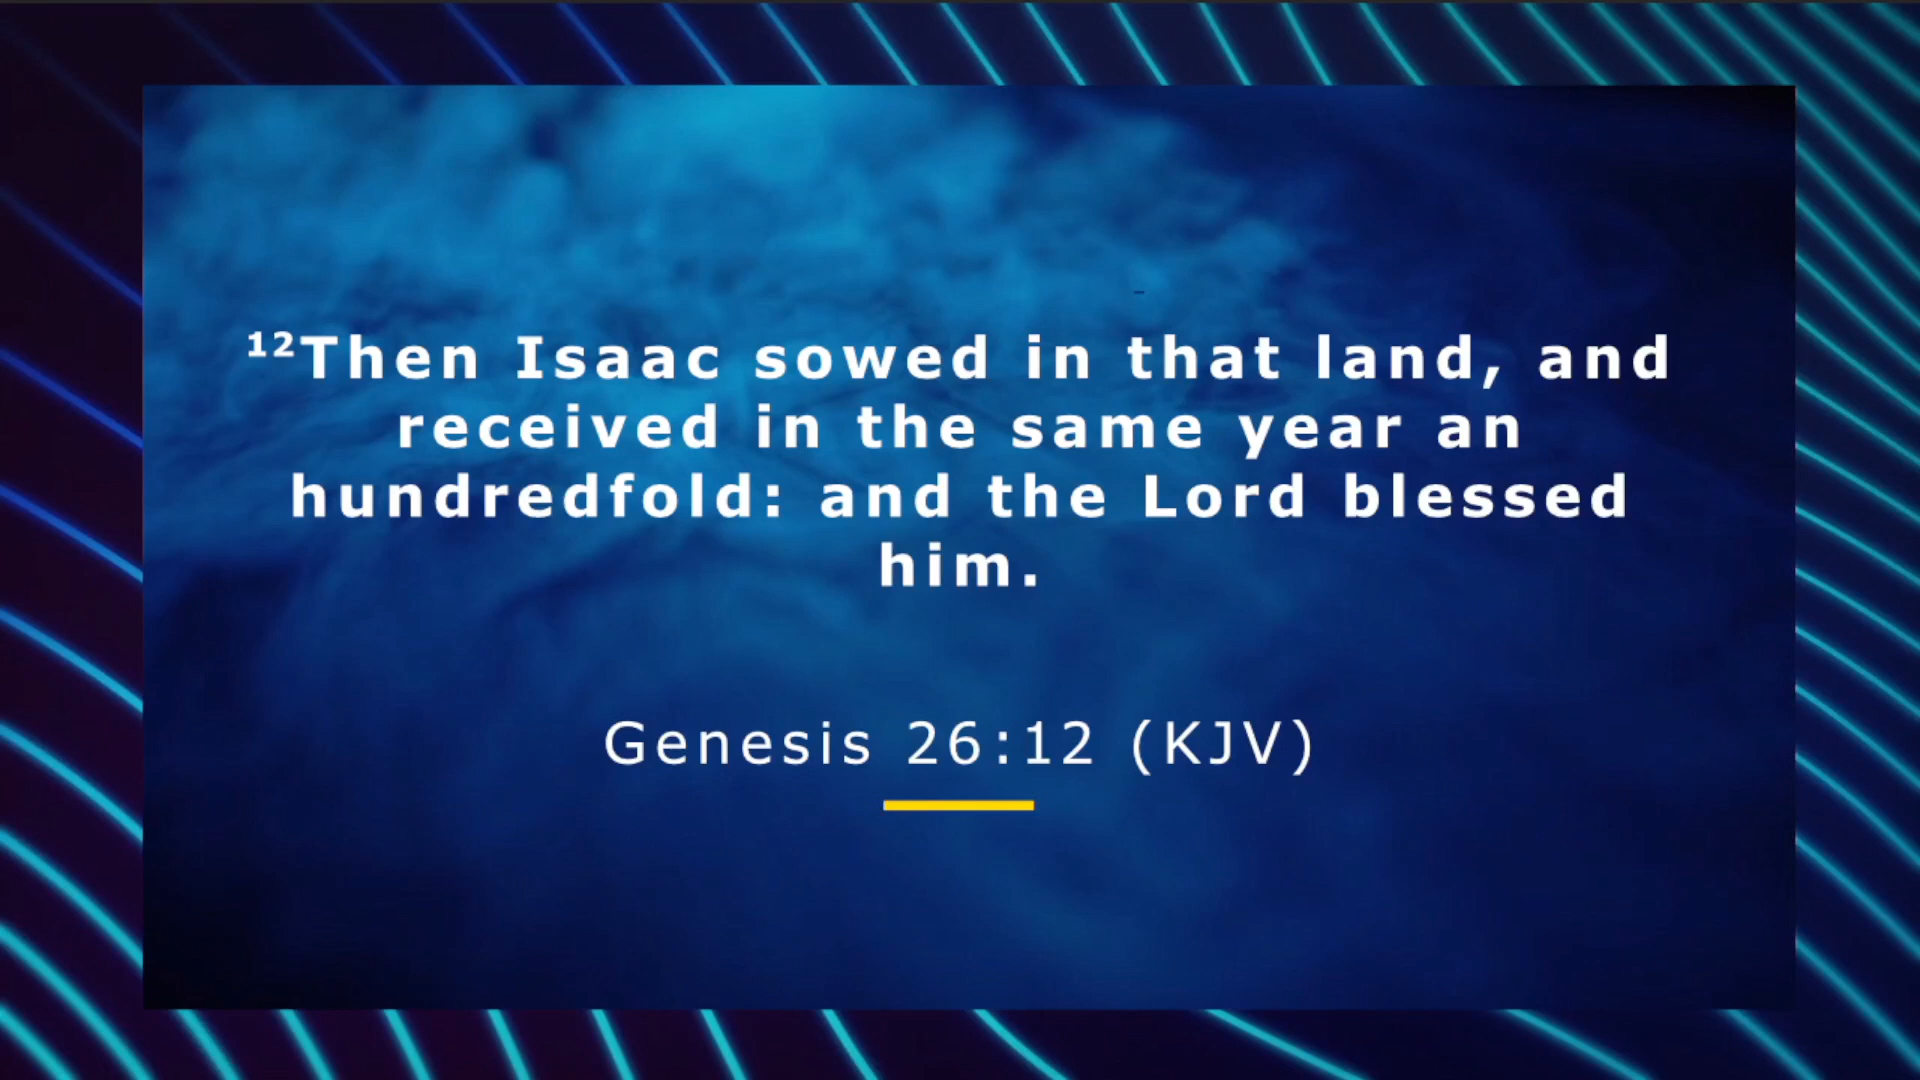 ¹²Then Isaac sowed in that land, and
received in the same year an
hundredfold: and the Lord blessed
him.
Genesis 26:12 (KJV)